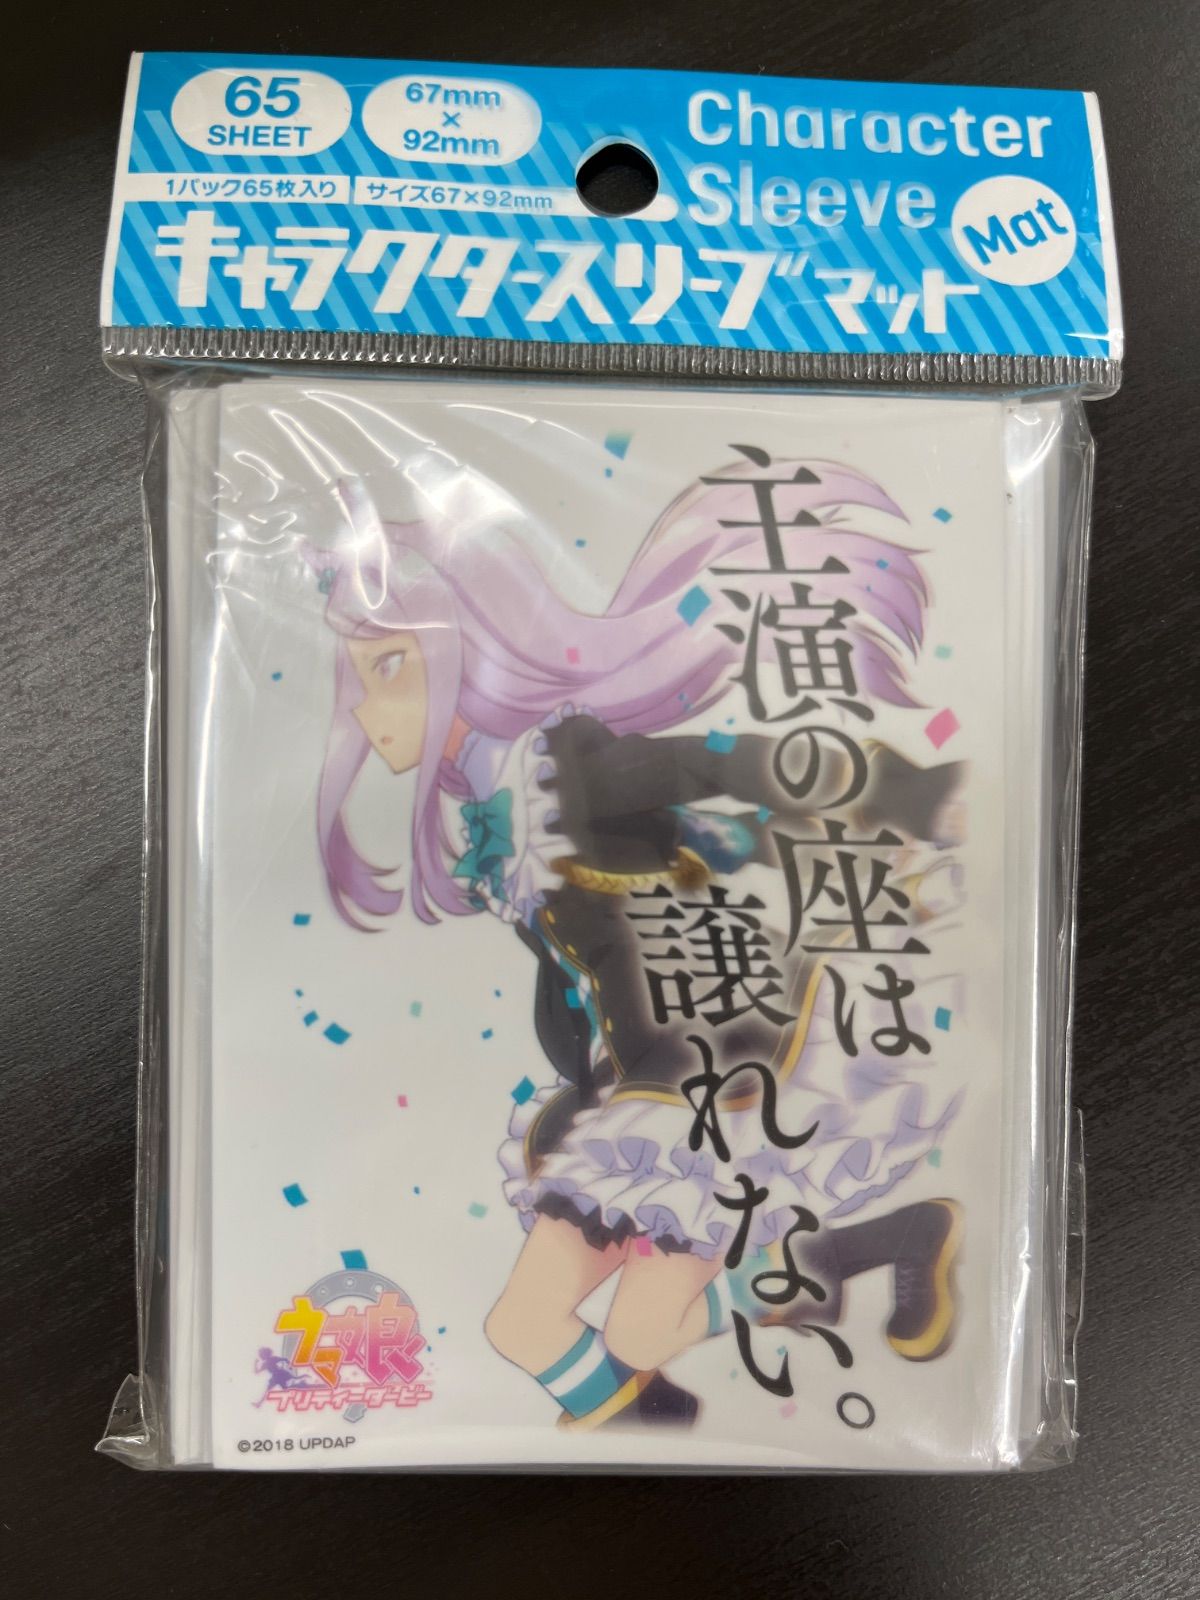 65
SHEET
67mm
×
92mm
Character
Sleeve
Mat
1パック65枚入り
サイズ67×92mm
キャラクタースリーブマット
主演の座は
譲れない。
ウマ娘
プリティーダービー
©2018 UPDAP